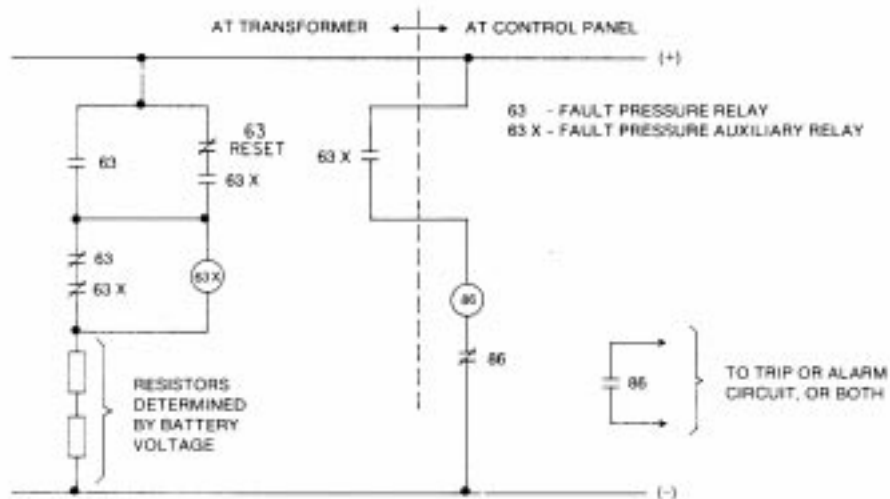 AT TRANSFORMER
AT CONTROL PANEL
(+)
63 - FAULT PRESSURE RELAY
63 X - FAULT PRESSURE AUXILIARY RELAY
63
63
RESET
63 X
63 X
63
63 X
63 X
86
86
86
RESISTORS
DETERMINED
BY BATTERY
VOLTAGE
TO TRIP OR ALARM
CIRCUIT, OR BOTH
(−)